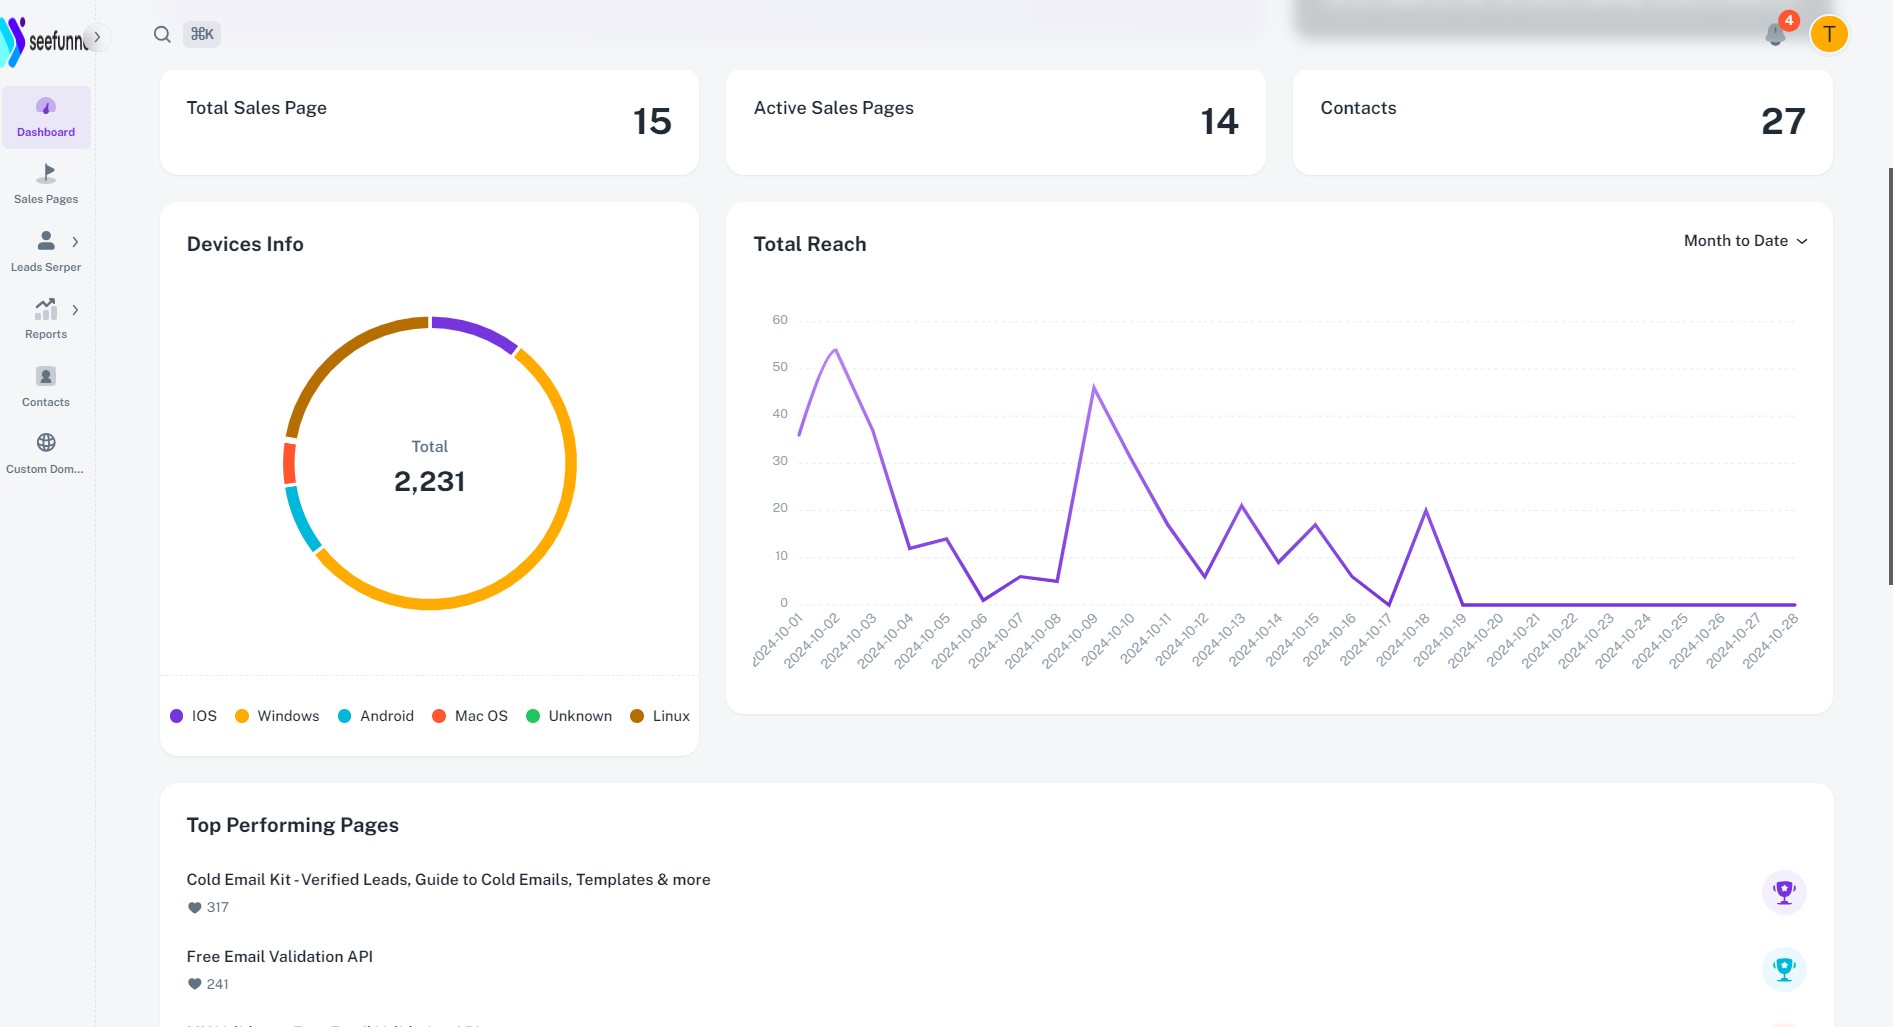 seefunn
⌘K
4
T
Dashboard
Sales Pages
Leads Serper
Reports
Contacts
Custom Dom...
Total Sales Page
15
Active Sales Pages
14
Contacts
27
Devices Info
Total
2,231
IOS
Windows
Android
Mac OS
Unknown
Linux
Total Reach
Month to Date
60
50
40
30
20
10
0
2024-10-01
2024-10-02
2024-10-03
2024-10-04
2024-10-05
2024-10-06
2024-10-07
2024-10-08
2024-10-09
2024-10-10
2024-10-11
2024-10-12
2024-10-13
2024-10-14
2024-10-15
2024-10-16
2024-10-17
2024-10-18
2024-10-19
2024-10-20
2024-10-21
2024-10-22
2024-10-23
2024-10-24
2024-10-25
2024-10-26
2024-10-27
2024-10-28
Top Performing Pages
Cold Email Kit - Verified Leads, Guide to Cold Emails, Templates & more
317
Free Email Validation API
241